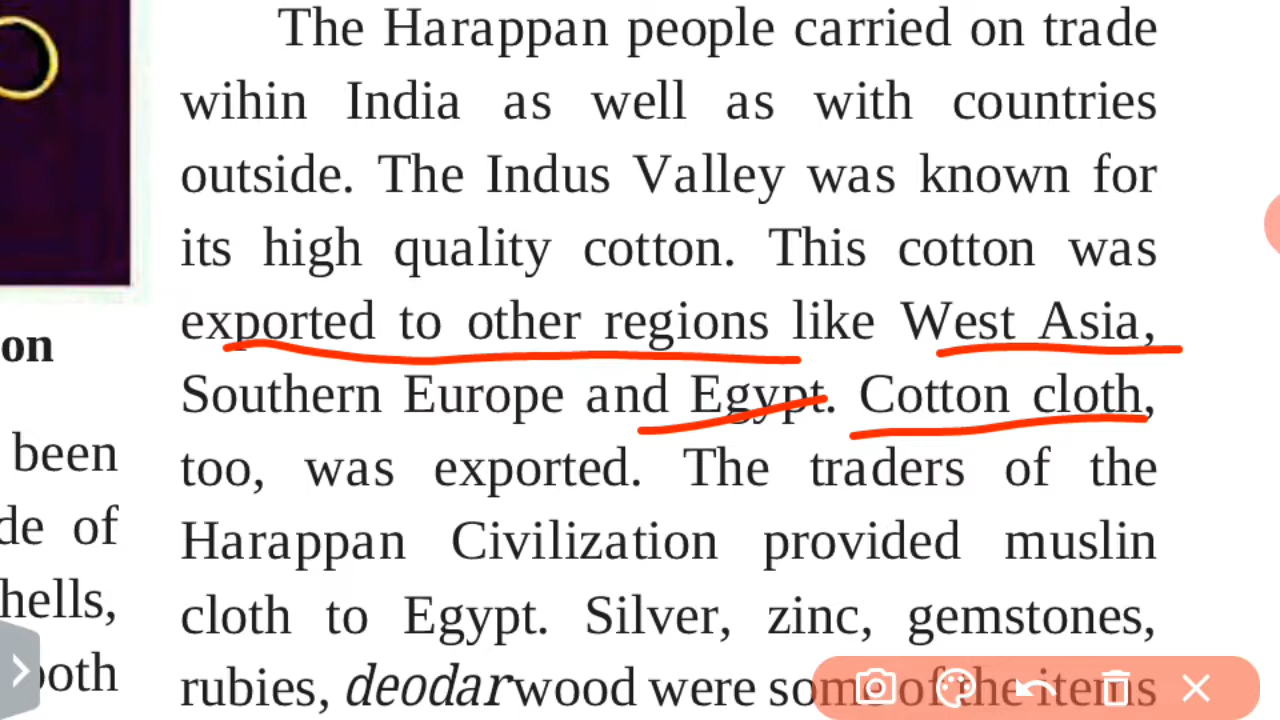 The Harappan people carried on trade
wihin India as well as with countries
outside. The Indus Valley was known for
its high quality cotton. This cotton was
exported to other regions like West Asia,
Southern Europe and Egypt. Cotton cloth,
too, was exported. The traders of the
Harappan Civilization provided muslin
cloth to Egypt. Silver, zinc, gemstones,
rubies, deodar wood were some of the items
on
been
of